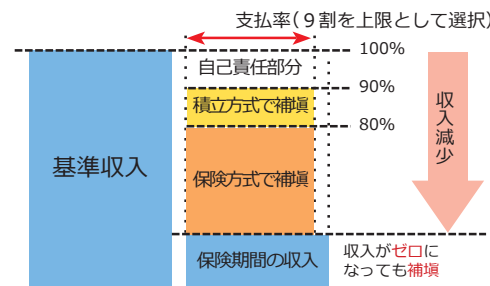 支払率(9割を上限として選択)
100%
自己責任部分
90%
積立方式で補塡
80%
基準収入
保険方式で補塡
収入減少
保険期間の収入
収入がゼロに
なっても補塡